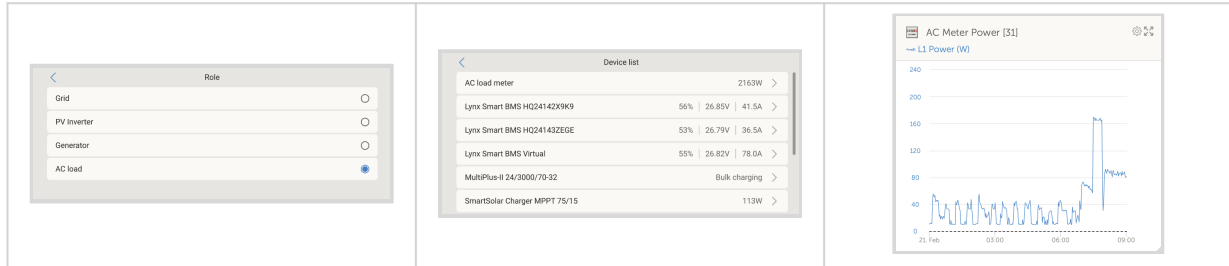 Role
Grid
PV Inverter
Generator
AC load
Device list
AC load meter 2163W
Lynx Smart BMS HQ24142X9K9 56% 26.85V 41.5A
Lynx Smart BMS HQ24143ZEGE 53% 26.79V 36.5A
Lynx Smart BMS Virtual 55% 26.82V 78.0A
MultiPlus-II 24/3000/70-32 Bulk charging
SmartSolar Charger MPPT 75/15 113W
AC Meter Power [31]
L1 Power (W)
240
200
160
120
80
40
0
21. Feb 03:00 06:00 09:00